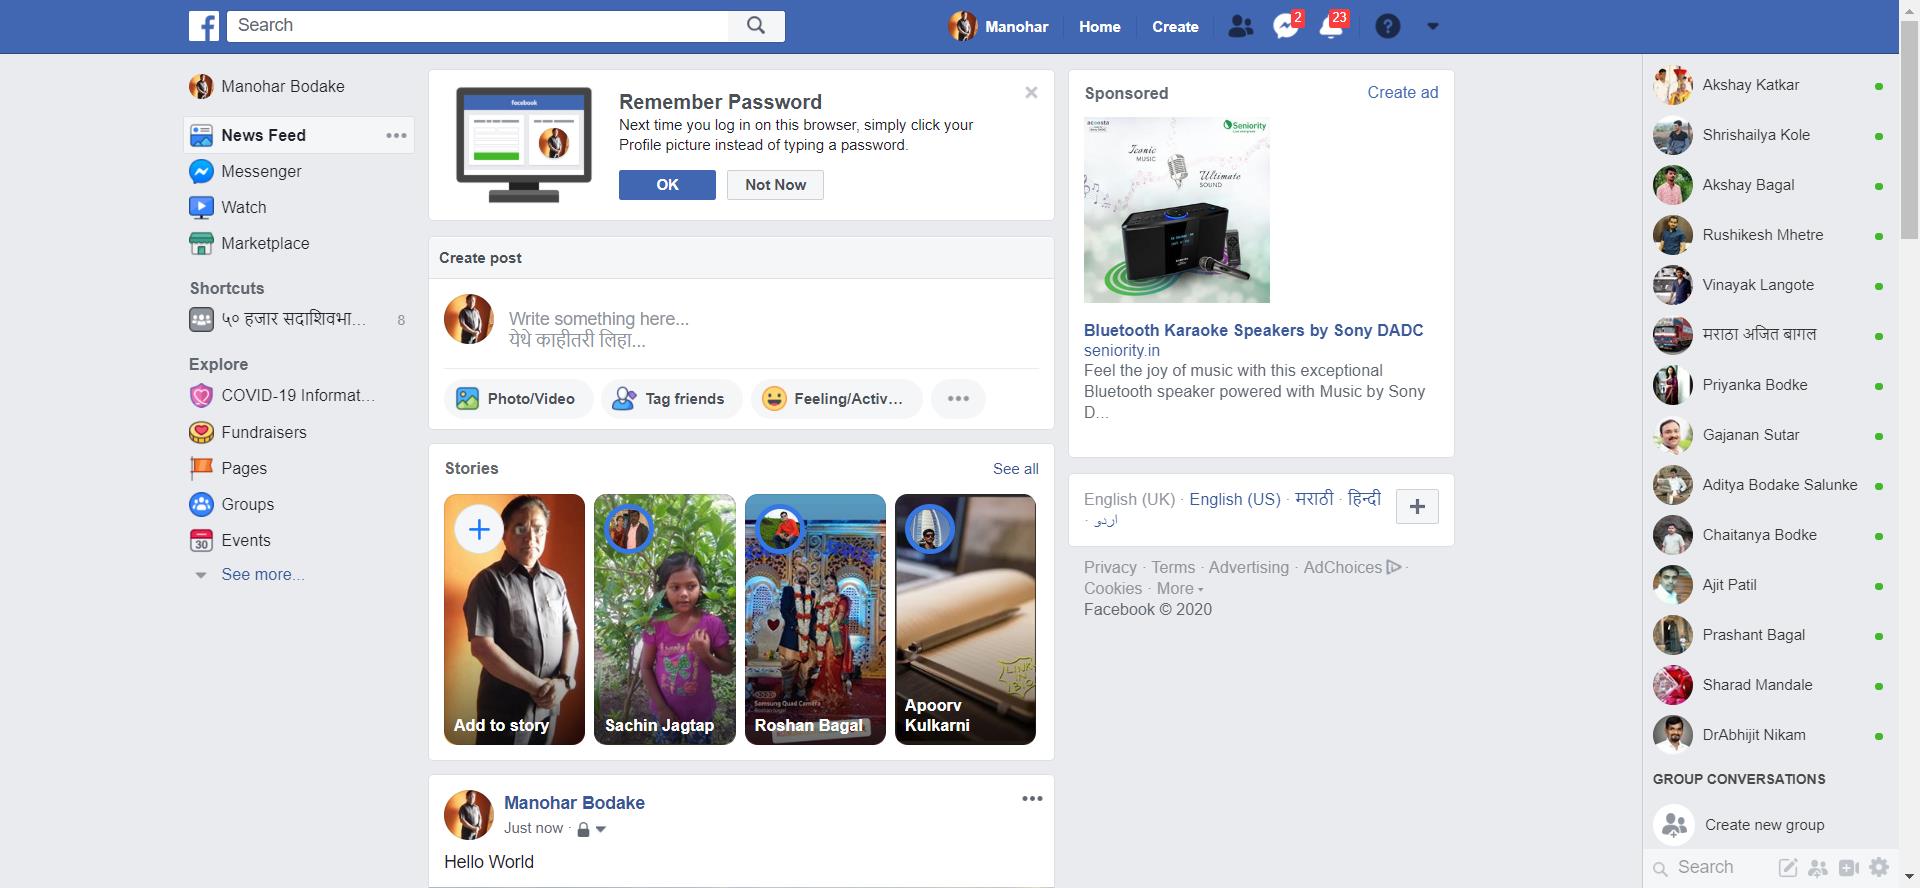 Search
Manohar
Home
Create
2
23
Manohar Bodake
News Feed
Messenger
Watch
Marketplace
Shortcuts
५० हजार सदाशिवभा...
8
Explore
COVID-19 Informat...
Fundraisers
Pages
Groups
30
Events
See more...
facebook
Remember Password
Next time you log in on this browser, simply click your
Profile picture instead of typing a password.
OK
Not Now
Create post
Write something here...
येथे काहीतरी लिहा...
Photo/Video
Tag friends
Feeling/Activ...
Stories
See all
Add to story
Sachin Jagtap
Samsung Quad Camera
Roshan Bagal
LINK
IN
BIO
Apoorv
Kulkarni
Manohar Bodake
Just now ·
Hello World
Sponsored
Create ad
Seniority
Iconic
MUSIC
Ultimate
SOUND
Bluetooth Karaoke Speakers by Sony DADC
seniority.in
Feel the joy of music with this exceptional
Bluetooth speaker powered with Music by Sony
D...
English (UK) · English (US) · मराठी · हिन्दी
· اردو
Privacy · Terms · Advertising · AdChoices ·
Cookies · More
Facebook © 2020
Akshay Katkar
Shrishailya Kole
Akshay Bagal
Rushikesh Mhetre
Vinayak Langote
मराठा अजित बागल
Priyanka Bodke
Gajanan Sutar
Aditya Bodake Salunke
Chaitanya Bodke
Ajit Patil
Prashant Bagal
Sharad Mandale
DrAbhijit Nikam
GROUP CONVERSATIONS
Create new group
Search